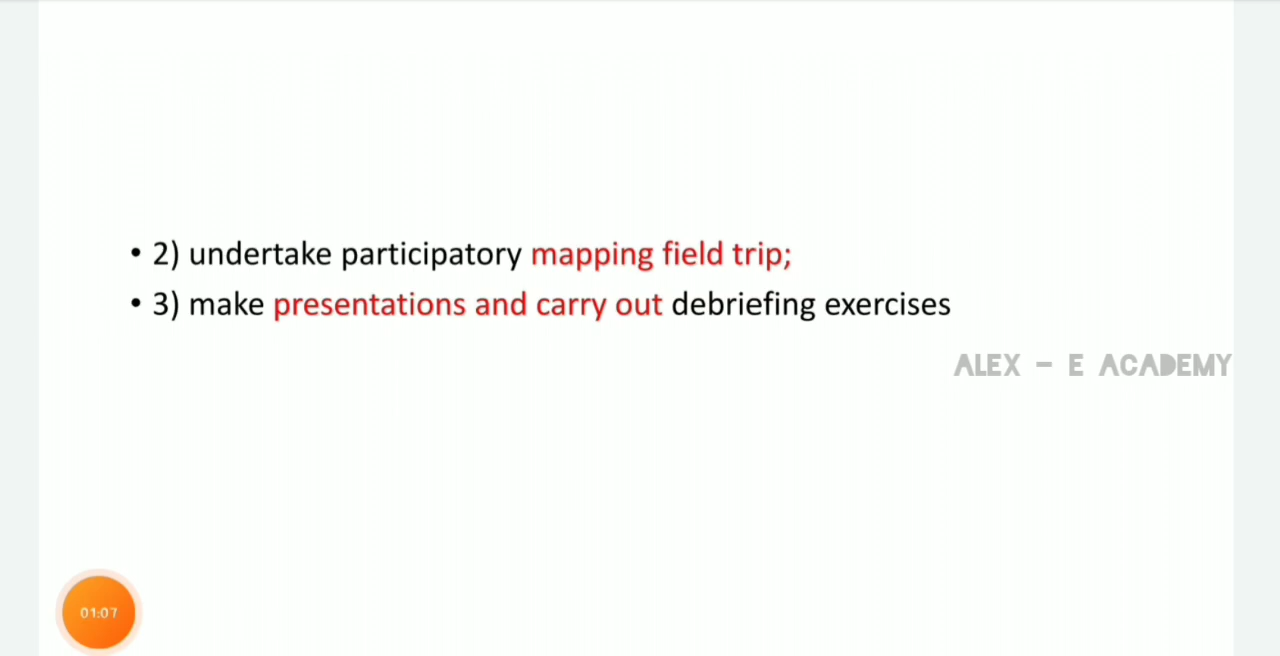 • 2) undertake participatory mapping field trip;
• 3) make presentations and carry out debriefing exercises
ALEX - E ACADEMY
01:07